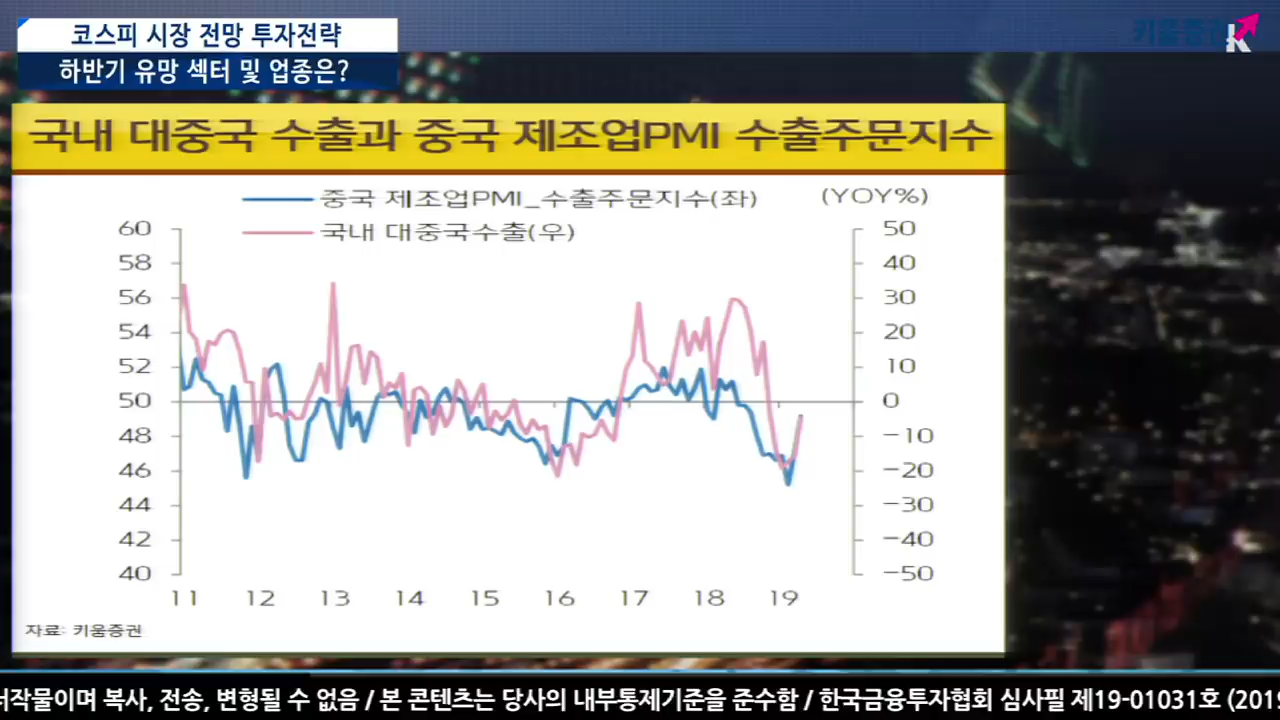 코스피 시장 전망 투자전략
하반기 유망 섹터 및 업종은?
키움증권
국내 대중국 수출과 중국 제조업PMI 수출주문지수
중국 제조업PMI_수출주문지수(좌)
(YOY%)
국내 대중국수출(우)
60
58
56
54
52
50
48
46
44
42
40
50
40
30
20
10
0
-10
-20
-30
-40
-50
11 12 13 14 15 16 17 18 19
자료: 키움증권
저작물이며 복사, 전송, 변형될 수 없음 / 본 콘텐츠는 당사의 내부통제기준을 준수함 / 한국금융투자협회 심사필 제19-01031호 (2019